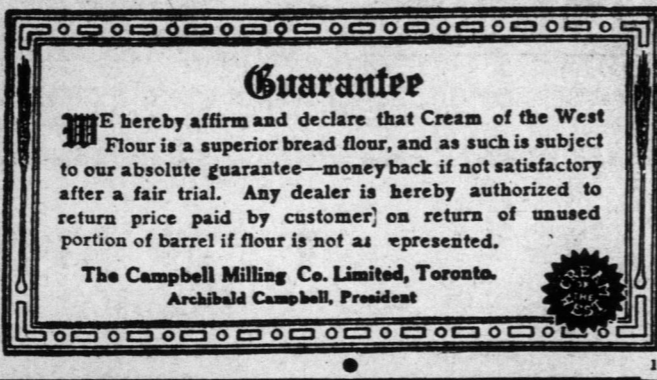 Guarantee
WE hereby affirm and declare that Cream of the West
Flour is a superior bread flour, and as such is subject
to our absolute guarantee—money back if not satisfactory
after a fair trial. Any dealer is hereby authorized to
return price paid by customer] on return of unused
portion of barrel if flour is not as epresented.
The Campbell Milling Co. Limited, Toronto.
Archibald Campbell, President
CREAM
OF
THE
WEST
1